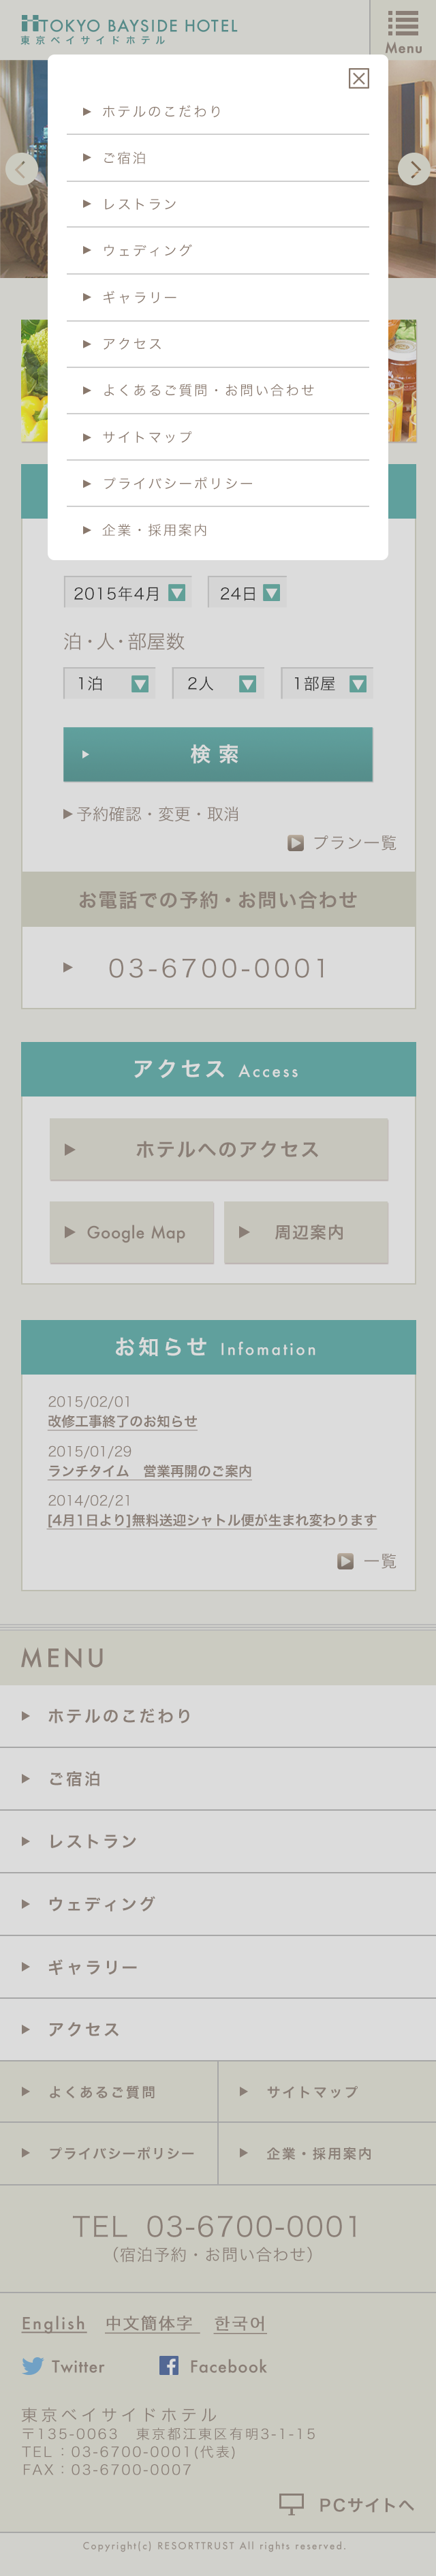 TOKYO BAYSIDE HOTEL
東京ベイサイドホテル
Menu
ホテルのこだわり
ご宿泊
レストラン
ウェディング
ギャラリー
アクセス
よくあるご質問・お問い合わせ
サイトマップ
プライバシーポリシー
企業・採用案内
2015年4月 24日
泊・人・部屋数
1泊 2人 1部屋
検索
予約確認・変更・取消
プラン一覧
お電話での予約・お問い合わせ
03-6700-0001
アクセス Access
ホテルへのアクセス
Google Map 周辺案内
お知らせ Infomation
2015/02/01
改修工事終了のお知らせ
2015/01/29
ランチタイム 営業再開のご案内
2014/02/21
[4月1日より]無料送迎シャトル便が生まれ変わります
一覧
MENU
ホテルのこだわり
ご宿泊
レストラン
ウェディング
ギャラリー
アクセス
よくあるご質問 サイトマップ
プライバシーポリシー 企業・採用案内
TEL 03-6700-0001
(宿泊予約・お問い合わせ)
English 中文簡体字 한국어
Twitter Facebook
東京ベイサイドホテル
〒135-0063 東京都江東区有明3-1-15
TEL：03-6700-0001(代表)
FAX：03-6700-0007
PCサイトへ
Copyright(c) RESORTTRUST All rights reserved.